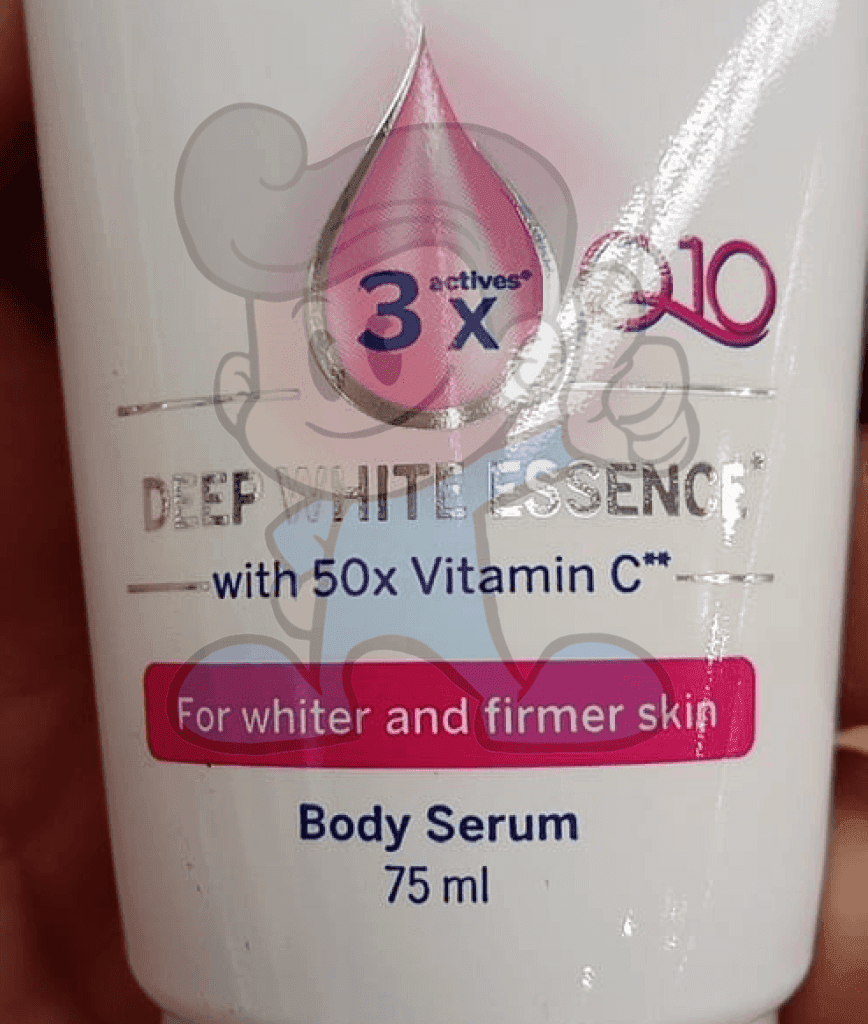 3x actives*
Q10
DEEP WHITE ESSENCE*
with 50x Vitamin C**
For whiter and firmer skin
Body Serum
75 ml